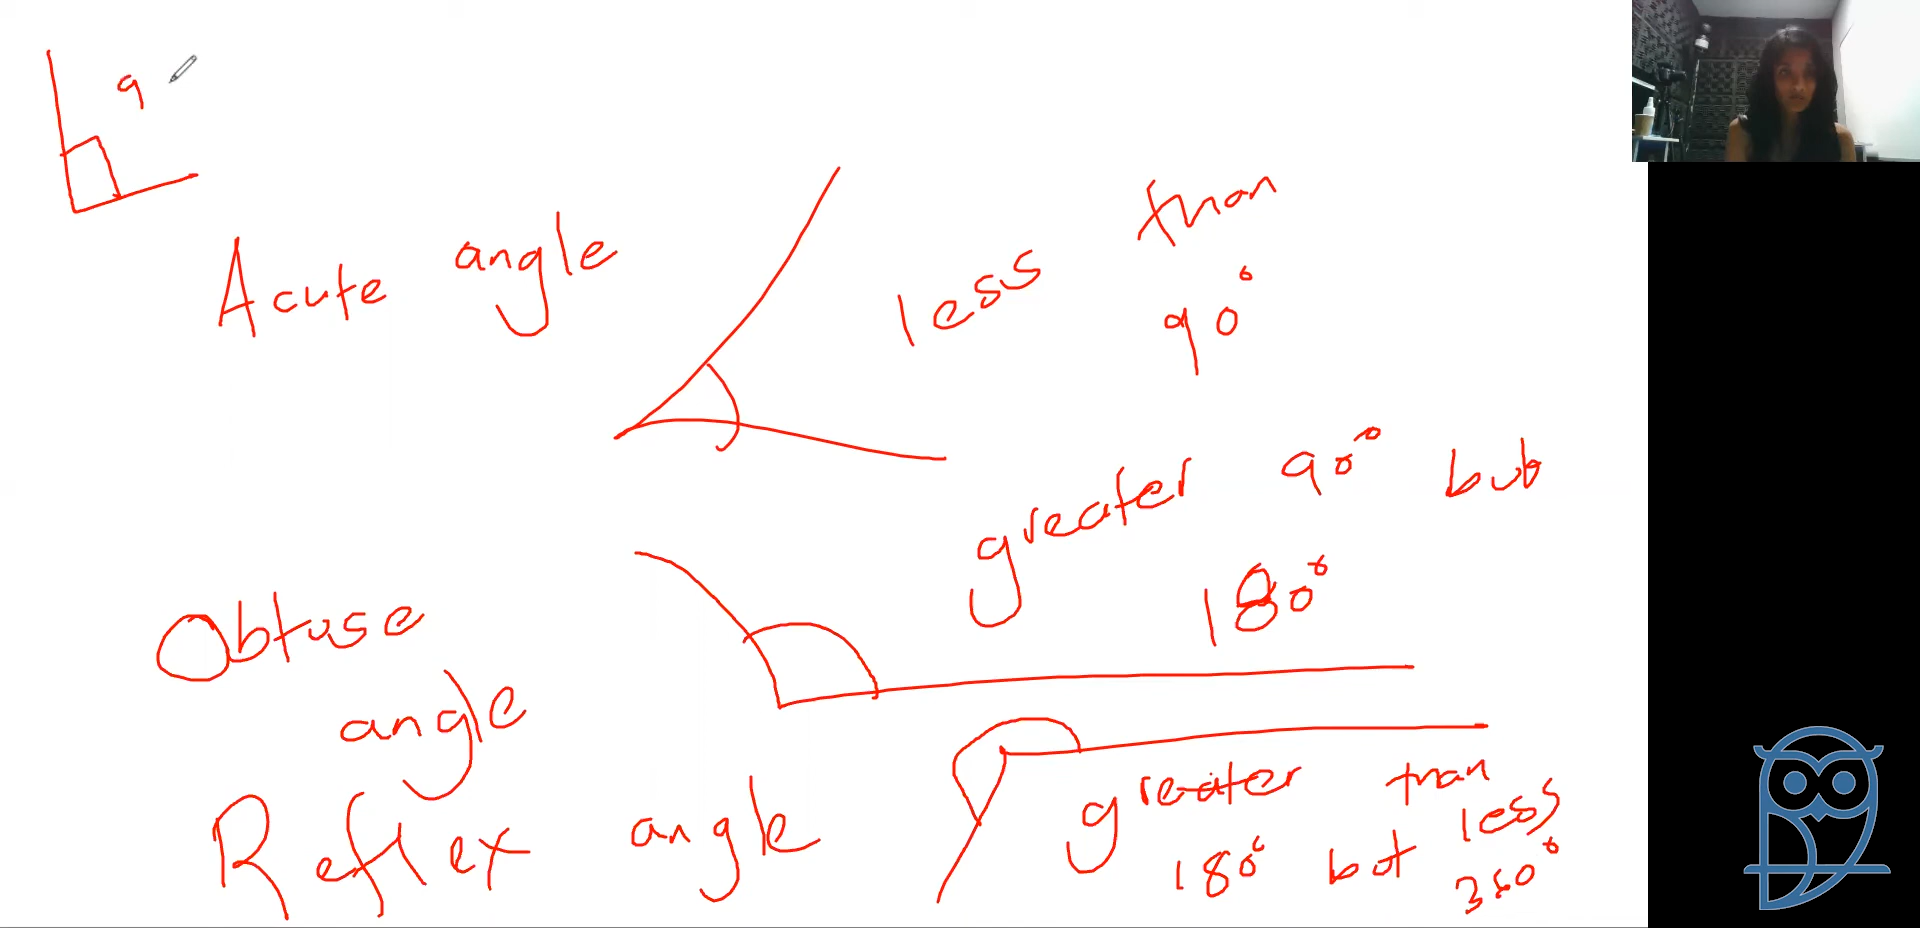 9
Acute angle
less than
90°
greater 90° but
180°
Obtuse
angle
Reflex angle
greater than
180° but less
360°